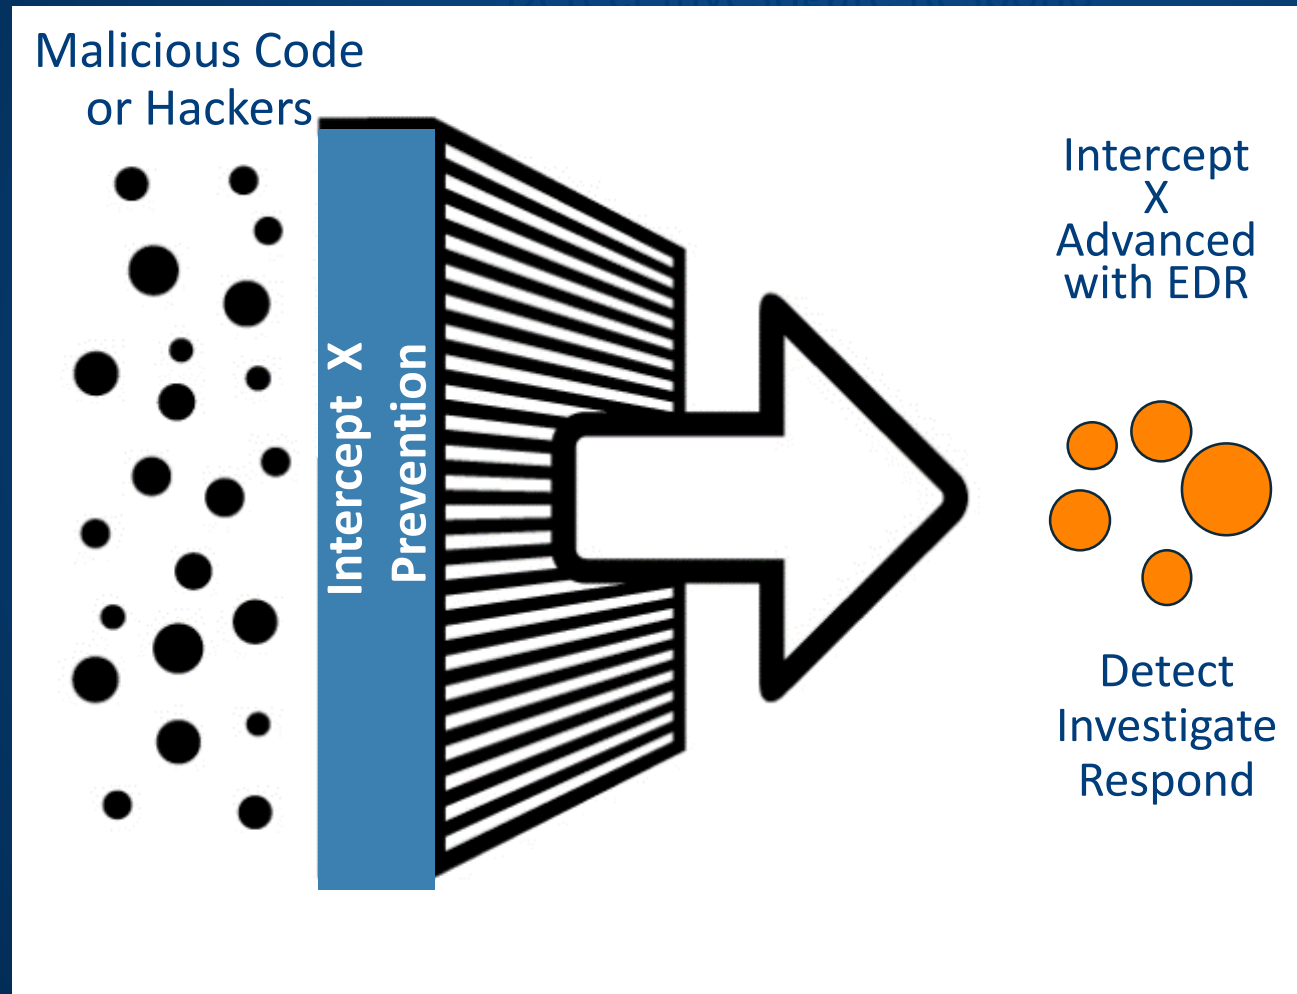 Malicious Code
or Hackers
Intercept X
Prevention
Intercept
X
Advanced
with EDR
Detect
Investigate
Respond